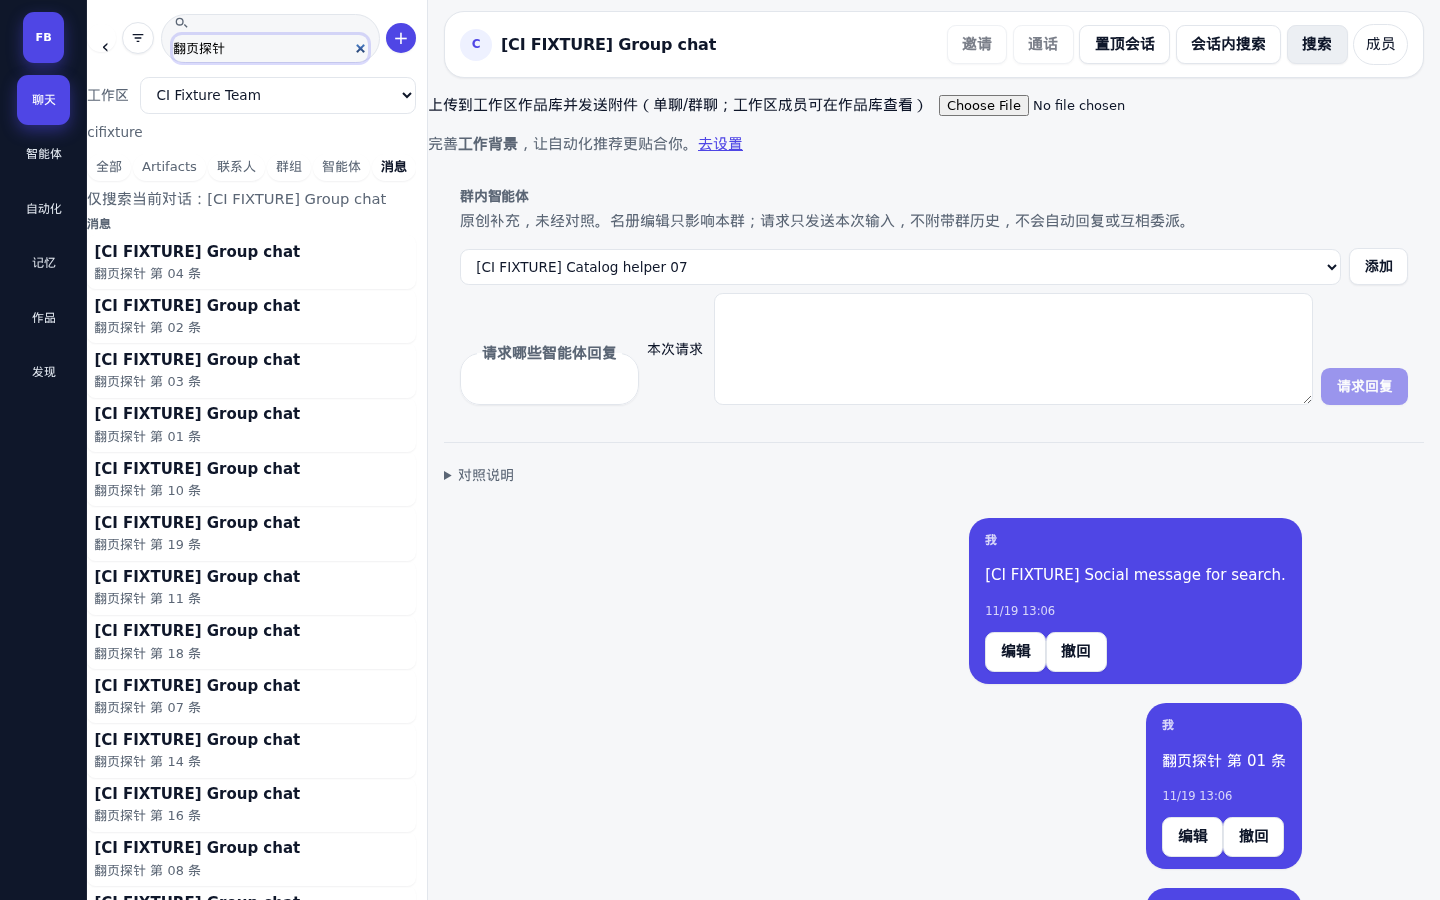 FB
聊天
智能体
自动化
记忆
作品
发现
翻页探针
工作区
CI Fixture Team
cifixture
全部
Artifacts
联系人
群组
智能体
消息
仅搜索当前对话：[CI FIXTURE] Group chat
消息
[CI FIXTURE] Group chat
翻页探针 第 04 条
[CI FIXTURE] Group chat
翻页探针 第 02 条
[CI FIXTURE] Group chat
翻页探针 第 03 条
[CI FIXTURE] Group chat
翻页探针 第 01 条
[CI FIXTURE] Group chat
翻页探针 第 10 条
[CI FIXTURE] Group chat
翻页探针 第 19 条
[CI FIXTURE] Group chat
翻页探针 第 11 条
[CI FIXTURE] Group chat
翻页探针 第 18 条
[CI FIXTURE] Group chat
翻页探针 第 07 条
[CI FIXTURE] Group chat
翻页探针 第 14 条
[CI FIXTURE] Group chat
翻页探针 第 16 条
[CI FIXTURE] Group chat
翻页探针 第 08 条
[CI FIXTURE] Group chat
C
[CI FIXTURE] Group chat
邀请
通话
置顶会话
会话内搜索
搜索
成员
上传到工作区作品库并发送附件（单聊/群聊；工作区成员可在作品库查看） Choose File No file chosen
完善工作背景，让自动化推荐更贴合你。去设置
群内智能体
原创补充，未经对照。名册编辑只影响本群；请求只发送本次输入，不附带群历史，不会自动回复或互相委派。
[CI FIXTURE] Catalog helper 07
添加
请求哪些智能体回复
本次请求
请求回复
对照说明
我
[CI FIXTURE] Social message for search.
11/19 13:06
编辑
撤回
我
翻页探针 第 01 条
11/19 13:06
编辑
撤回